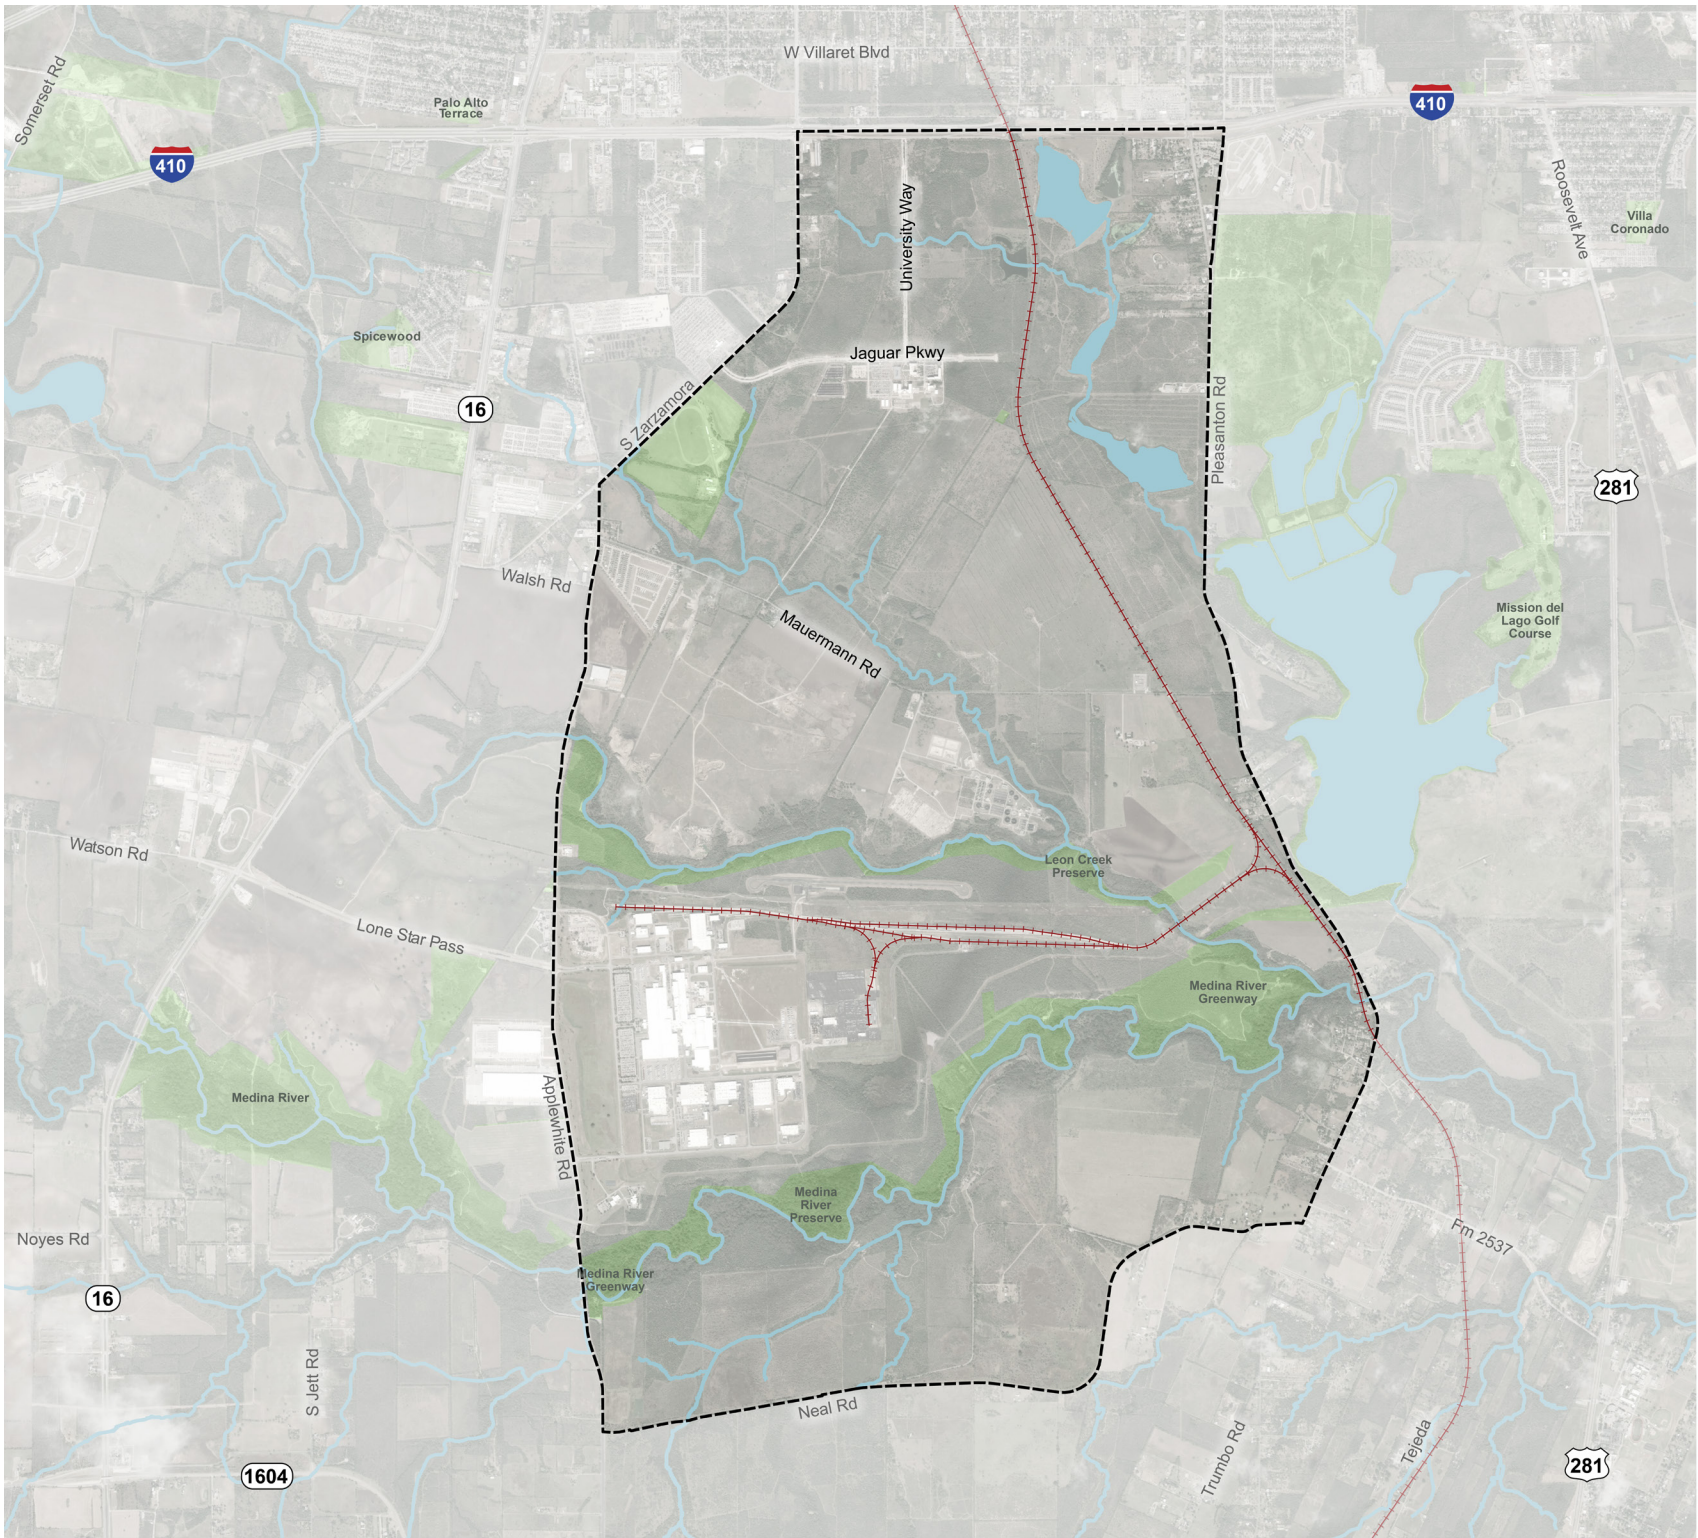 W Villaret Blvd
Somerset Rd
Palo Alto
Terrace
410
410
Roosevelt Ave
University Way
Villa
Coronado
Spicewood
Jaguar Pkwy
16
S Zarzamora
Pleasanton Rd
281
Walsh Rd
Mauermann Rd
Mission del
Lago Golf
Course
Watson Rd
Leon Creek
Preserve
Lone Star Pass
Medina River
Greenway
Medina River
Applewhite Rd
Medina
River
Preserve
Noyes Rd
Fm 2537
Medina River
Greenway
16
S Jett Rd
Neal Rd
Trumbo Rd
Tejeda
1604
281